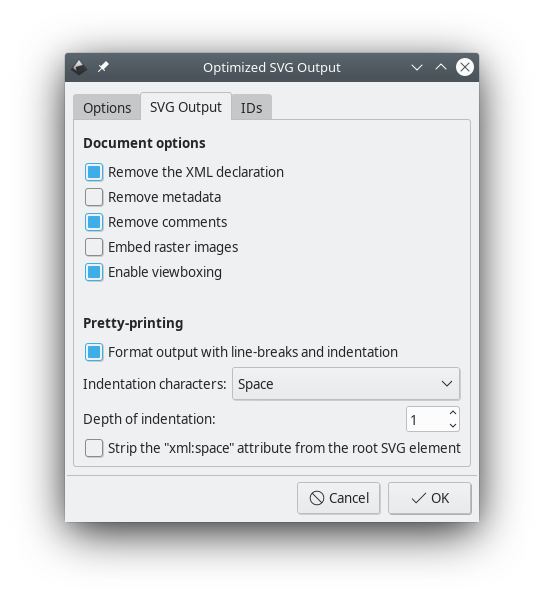 Optimized SVG Output
Options SVG Output IDs
Document options
Remove the XML declaration
Remove metadata
Remove comments
Embed raster images
Enable viewboxing
Pretty-printing
Format output with line-breaks and indentation
Indentation characters: Space
Depth of indentation: 1
Strip the "xml:space" attribute from the root SVG element
Cancel OK